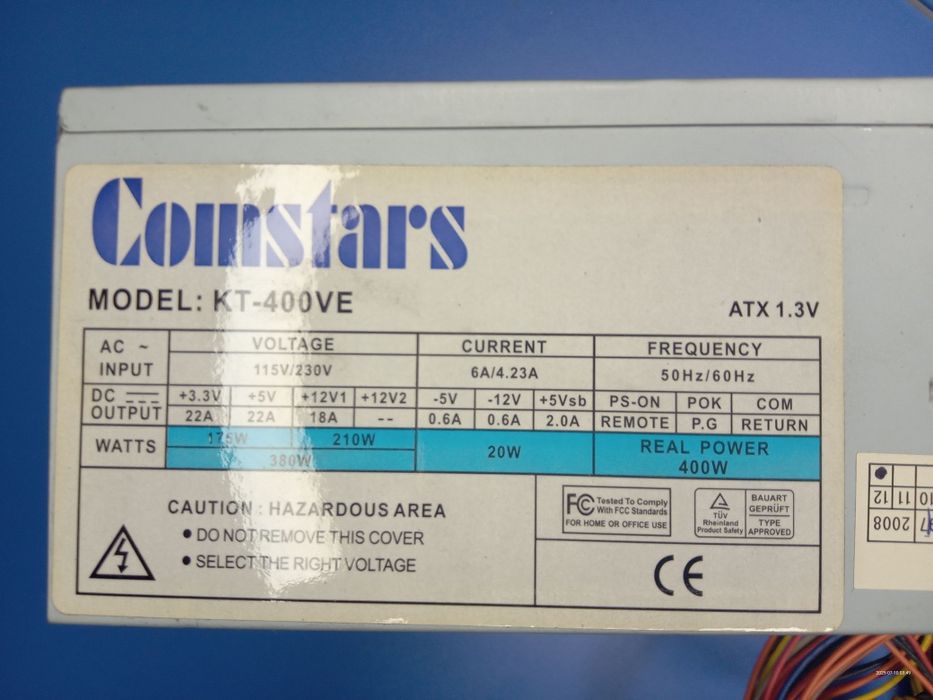 Comstars
MODEL: KT-400VE
ATX 1.3V
AC ~ INPUT
VOLTAGE CURRENT FREQUENCY
115V/230V 6A/4.23A 50Hz/60Hz
DC OUTPUT
+3.3V +5V +12V1 +12V2 -5V -12V +5Vsb PS-ON POK COM
22A 22A 18A -- 0.6A 0.6A 2.0A REMOTE P.G RETURN
WATTS
175W 210W
380W
20W
REAL POWER
400W
CAUTION : HAZARDOUS AREA
• DO NOT REMOVE THIS COVER
• SELECT THE RIGHT VOLTAGE
FC Tested To Comply
With FCC Standards
FOR HOME OR OFFICE USE
TÜV
Rheinland
Product Safety
BAUART
GEPRÜFT
TYPE
APPROVED
CE
10 11 12
2008
2025-07-10